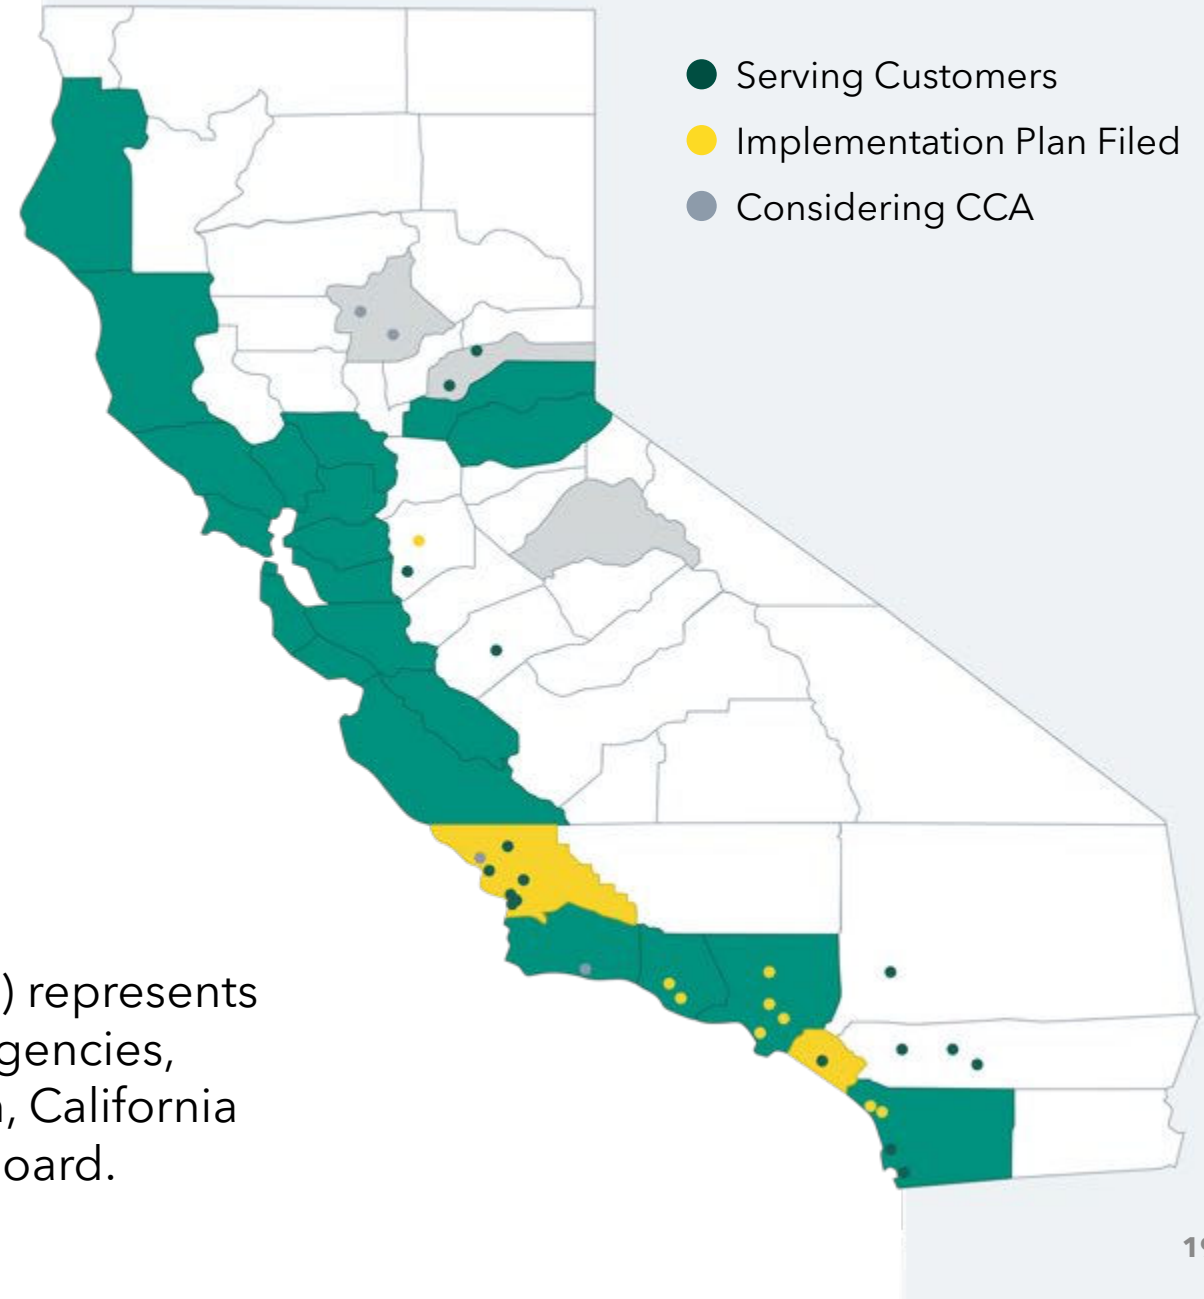 Serving Customers
Implementation Plan Filed
Considering CCA
) represents
gencies,
, California
oard.